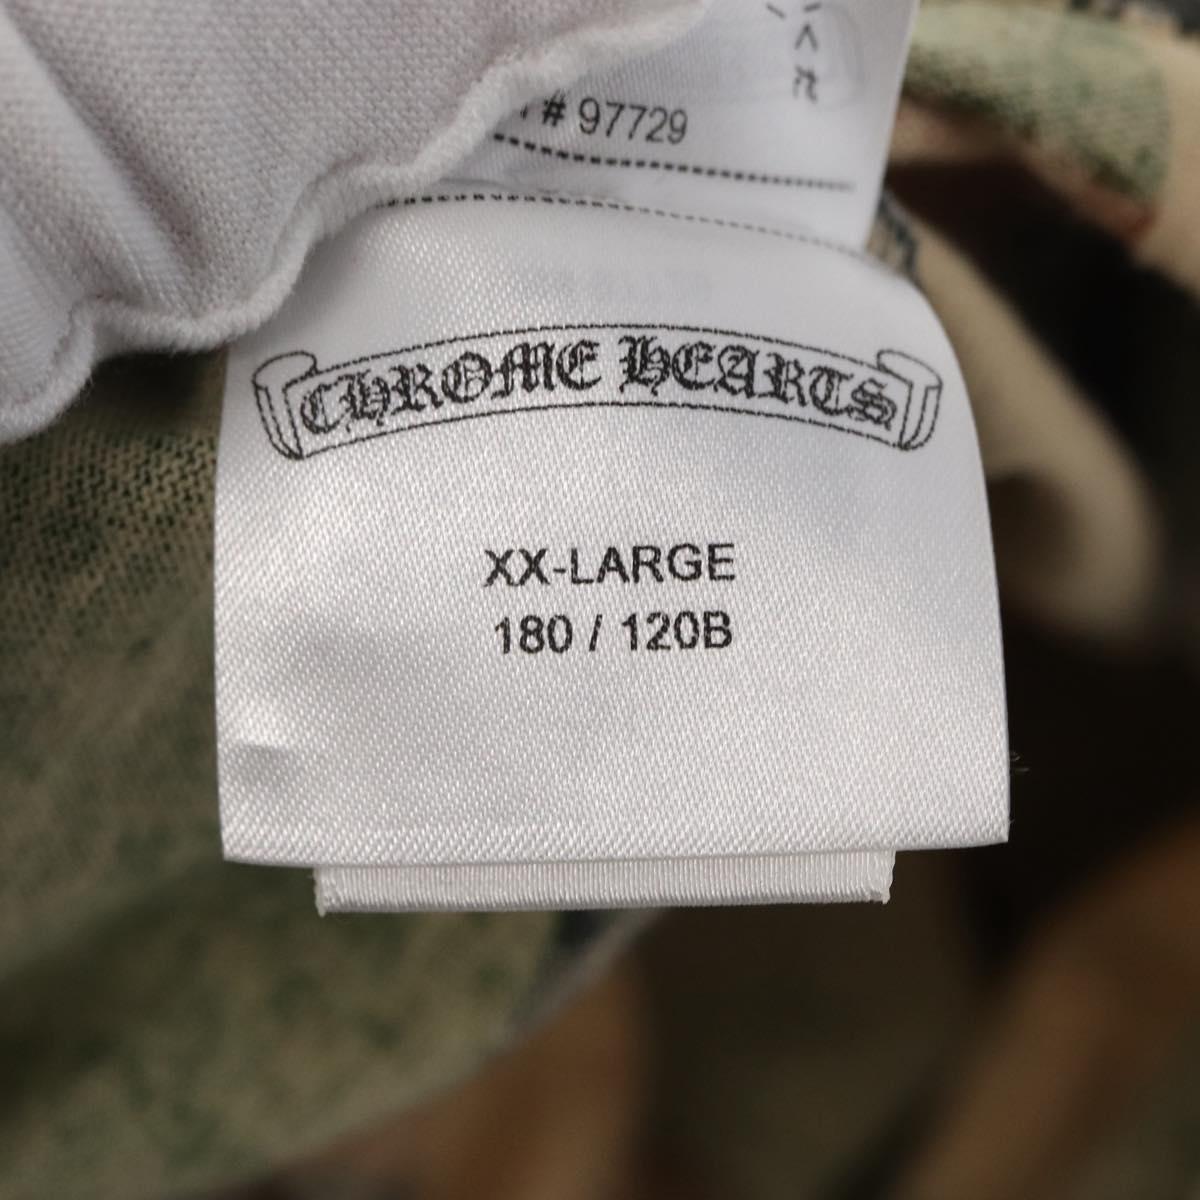 # 97729
CHROME HEARTS
XX-LARGE
180 / 120B